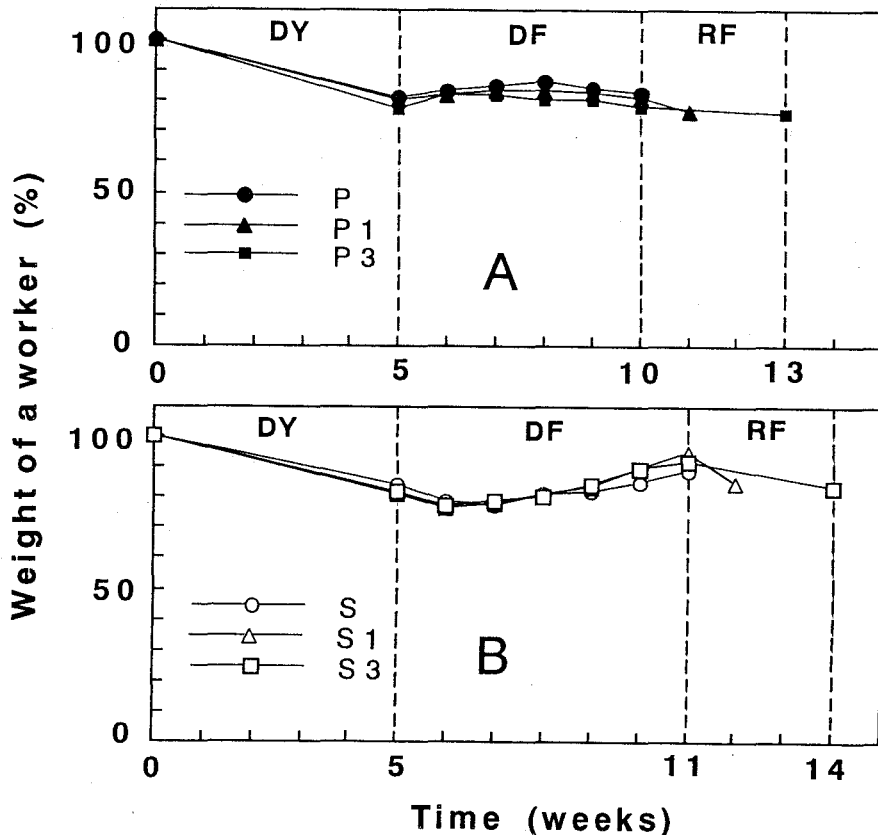 Weight of a worker (%)
DY DF RF
100
50
0
P
P 1
P 3
A
0 5 10 13
DY DF RF
100
50
0
S
S 1
S 3
B
0 5 11 14
Time (weeks)